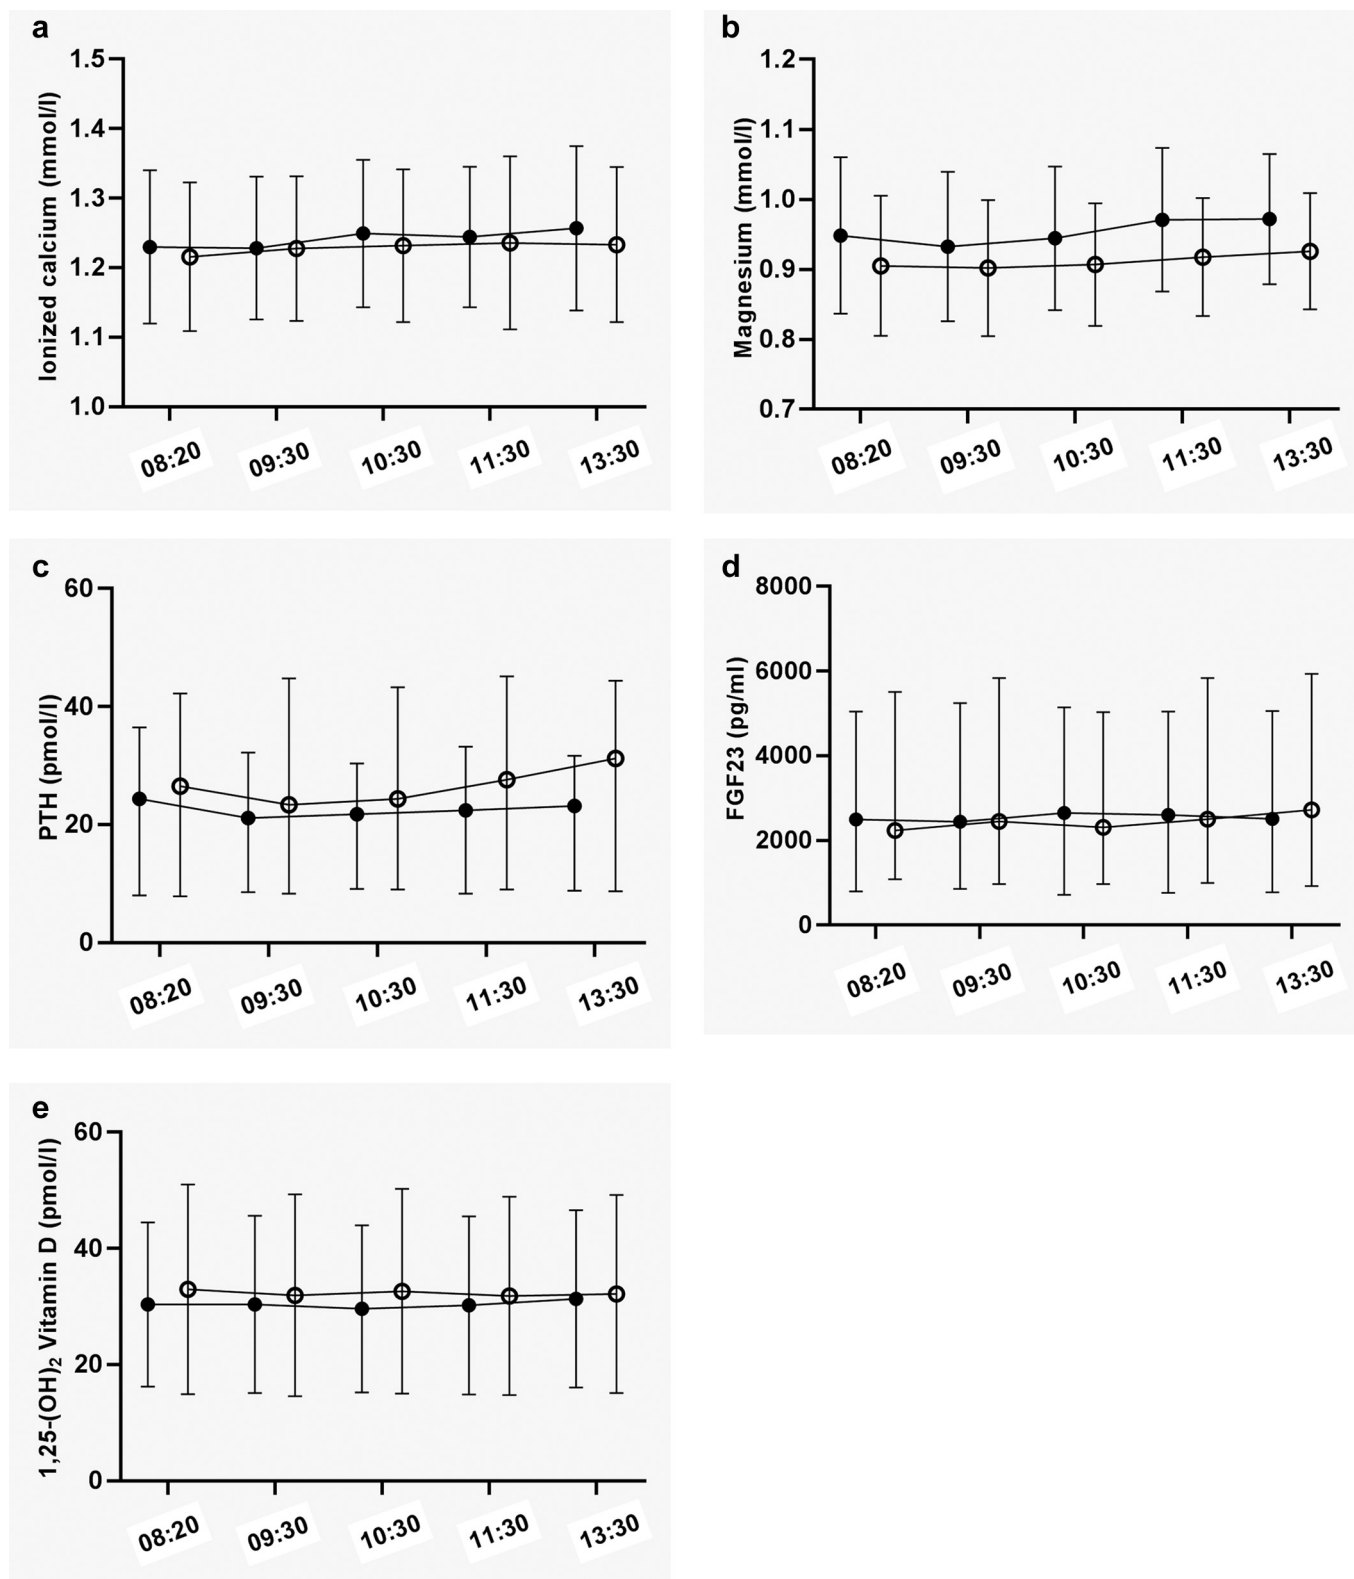 a
Ionized calcium (mmol/l)
1.5
1.4
1.3
1.2
1.1
1.0
08:20 09:30 10:30 11:30 13:30
b
Magnesium (mmol/l)
1.2
1.1
1.0
0.9
0.8
0.7
08:20 09:30 10:30 11:30 13:30
c
PTH (pmol/l)
60
40
20
0
08:20 09:30 10:30 11:30 13:30
d
FGF23 (pg/ml)
8000
6000
4000
2000
0
08:20 09:30 10:30 11:30 13:30
e
1,25-(OH)₂ Vitamin D (pmol/l)
60
40
20
0
08:20 09:30 10:30 11:30 13:30